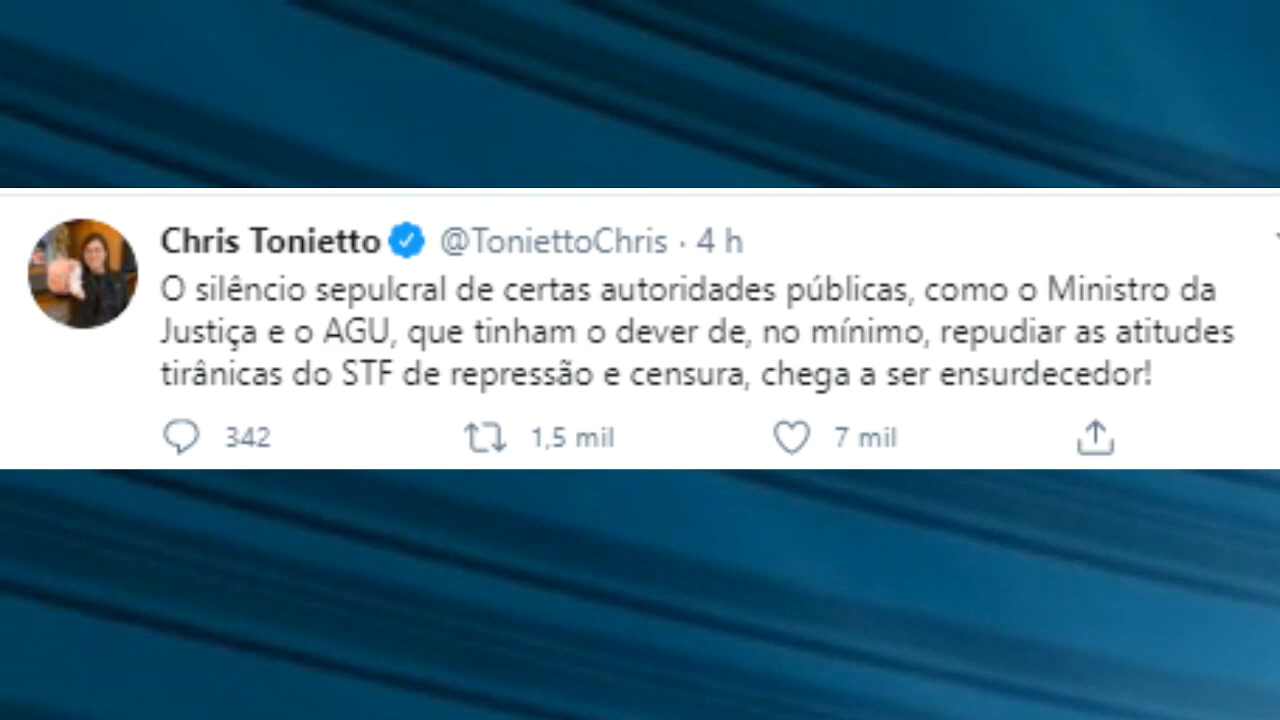 Chris Tonietto @ToniettoChris · 4 h
O silêncio sepulcral de certas autoridades públicas, como o Ministro da
Justiça e o AGU, que tinham o dever de, no mínimo, repudiar as atitudes
tirânicas do STF de repressão e censura, chega a ser ensurdecedor!
342 1,5 mil 7 mil